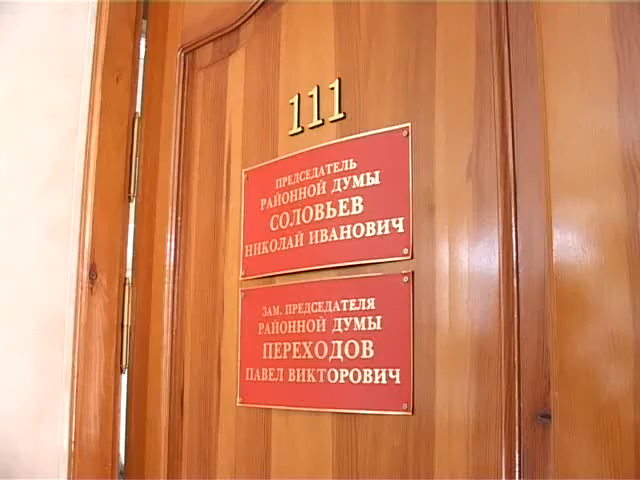 111
ПРЕДСЕДАТЕЛЬ
РАЙОННОЙ ДУМЫ
СОЛОВЬЕВ
НИКОЛАЙ ИВАНОВИЧ
ЗАМ. ПРЕДСЕДАТЕЛЯ
РАЙОННОЙ ДУМЫ
ПЕРЕХОДОВ
ПАВЕЛ ВИКТОРОВИЧ